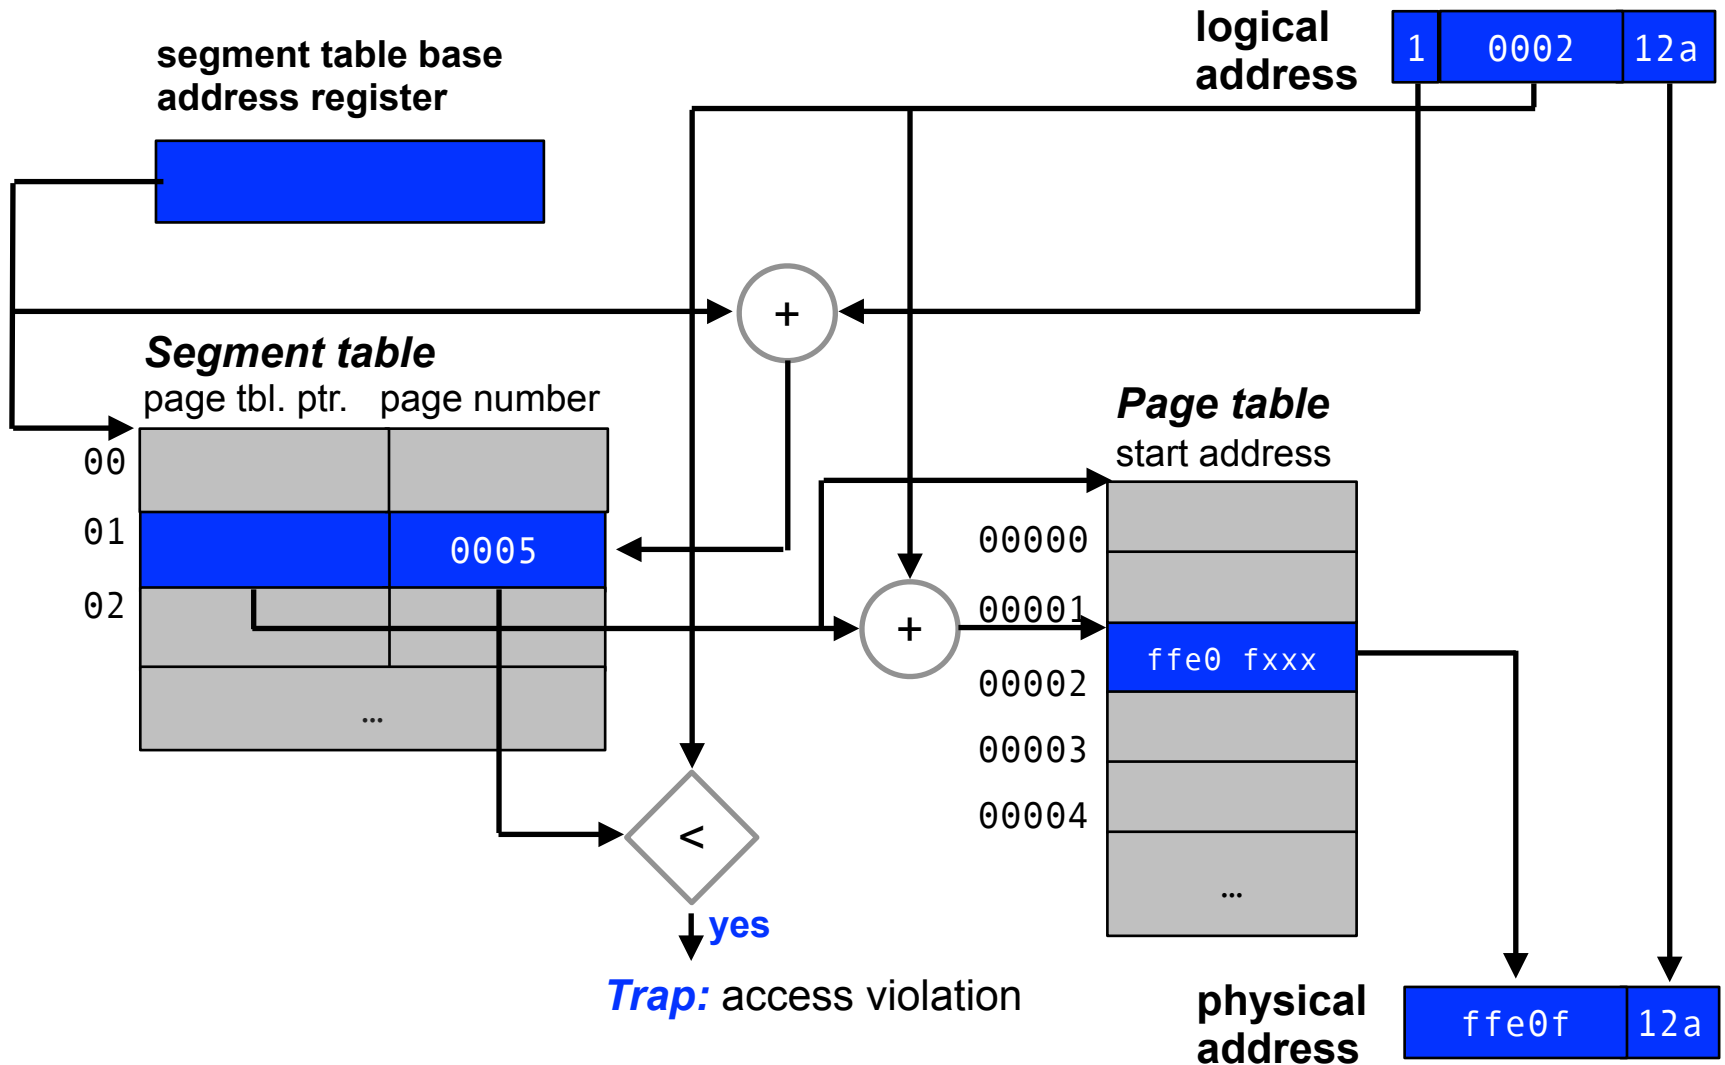 logical
address
1 0002 12a
segment table base
address register
+
Segment table
page tbl. ptr. page number
00
01
0005
02
…
Page table
start address
00000
00001
+
ffe0 fxxx
00002
00003
00004
…
<
yes
Trap: access violation
physical
address
ffe0f 12a